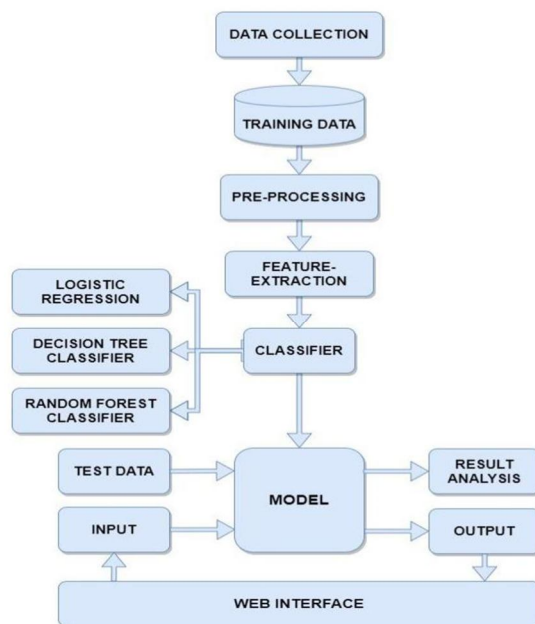 DATA COLLECTION
TRAINING DATA
PRE-PROCESSING
FEATURE-
EXTRACTION
LOGISTIC
REGRESSION
DECISION TREE
CLASSIFIER
CLASSIFIER
RANDOM FOREST
CLASSIFIER
TEST DATA
MODEL
RESULT
ANALYSIS
INPUT
OUTPUT
WEB INTERFACE